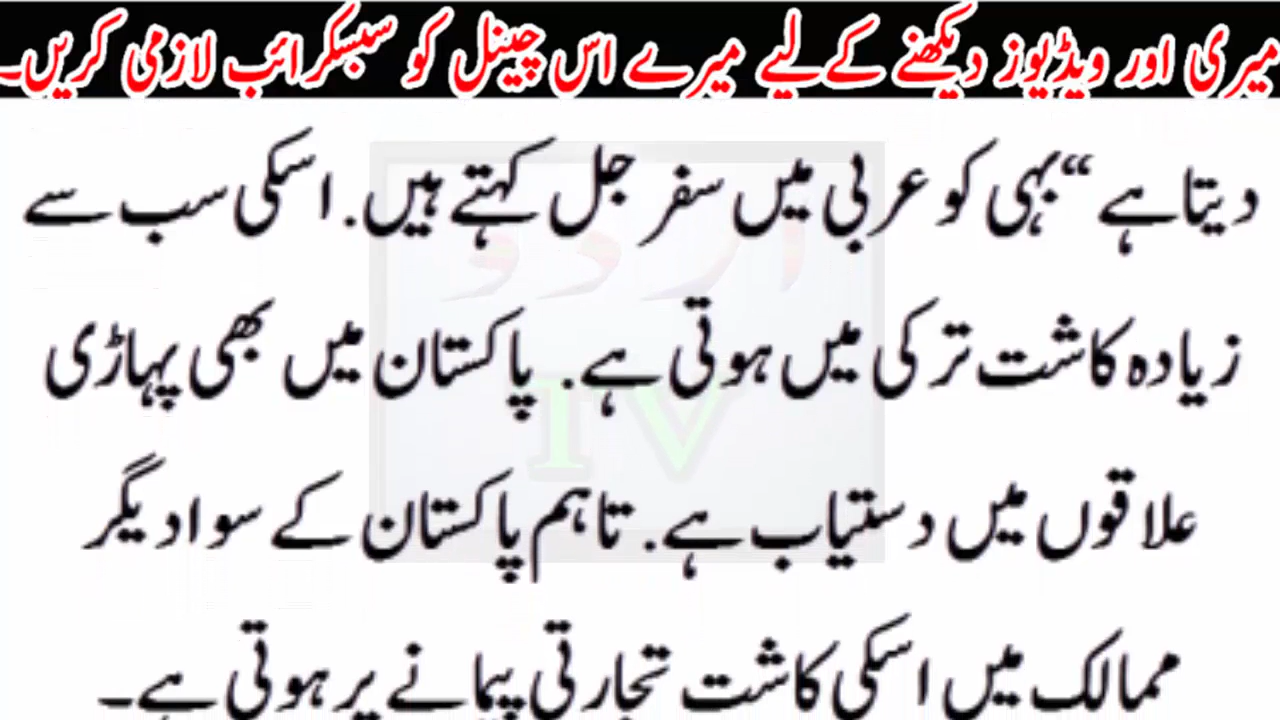 میری اور ویڈیوز دیکھنے کے لیے میرے اس چینل کو سبسکرائب لازمی کریں۔
دیتا ہے “بہی کو عربی میں سفر جل کہتے ہیں. اسکی سب سے
زیادہ کاشت ترکی میں ہوتی ہے. پاکستان میں بھی پہاڑی
علاقوں میں دستیاب ہے. تاہم پاکستان کے سوا دیگر
ممالک میں اسکی کاشت تجارتی پیمانے پر ہوتی ہے۔
اردو
TV